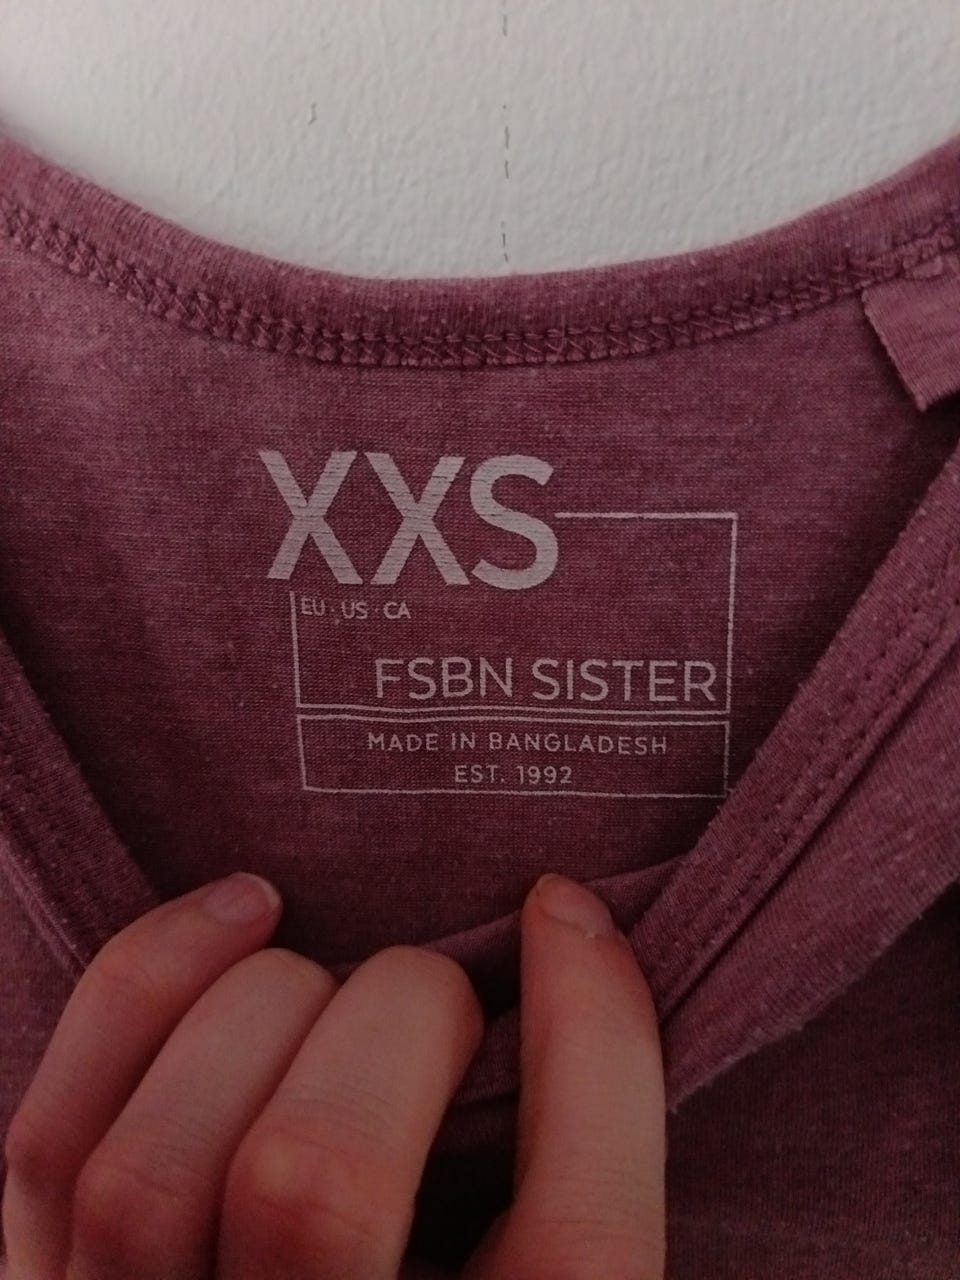 XXS
EU · US · CA
FSBN SISTER
MADE IN BANGLADESH
EST. 1992